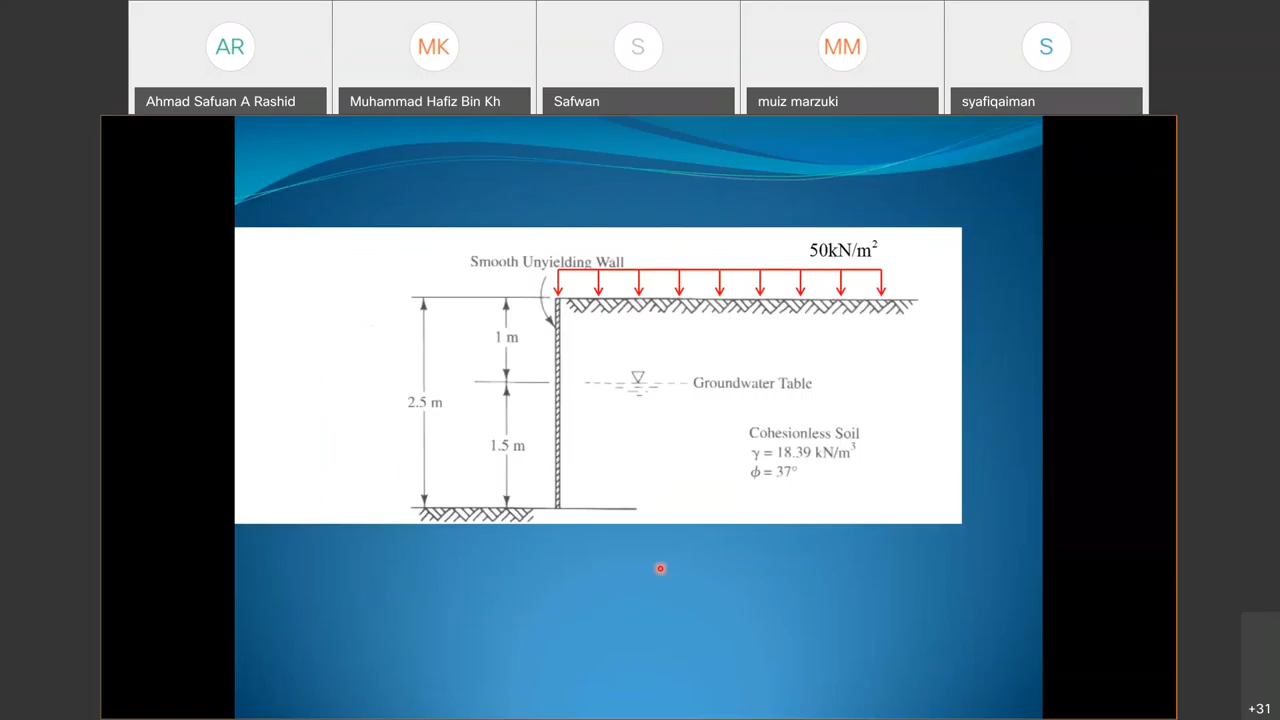 AR
MK
S
MM
S
Ahmad Safuan A Rashid
Muhammad Hafiz Bin Kh
Safwan
muiz marzuki
syafiqaiman
50kN/m²
Smooth Unyielding Wall
1 m
Groundwater Table
2.5 m
1.5 m
Cohesionless Soil
γ = 18.39 kN/m³
ϕ = 37°
+31